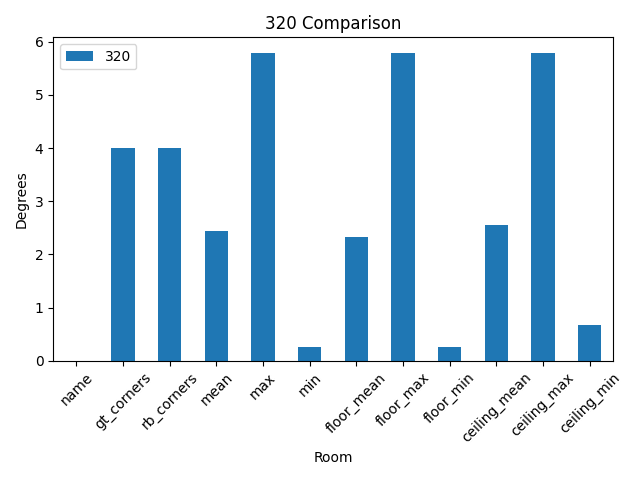 320 Comparison
320
6
5
4
3
2
1
0
Degrees
name
gt_corners
rb_corners
mean
max
min
floor_mean
floor_max
floor_min
ceiling_mean
ceiling_max
ceiling_min
Room